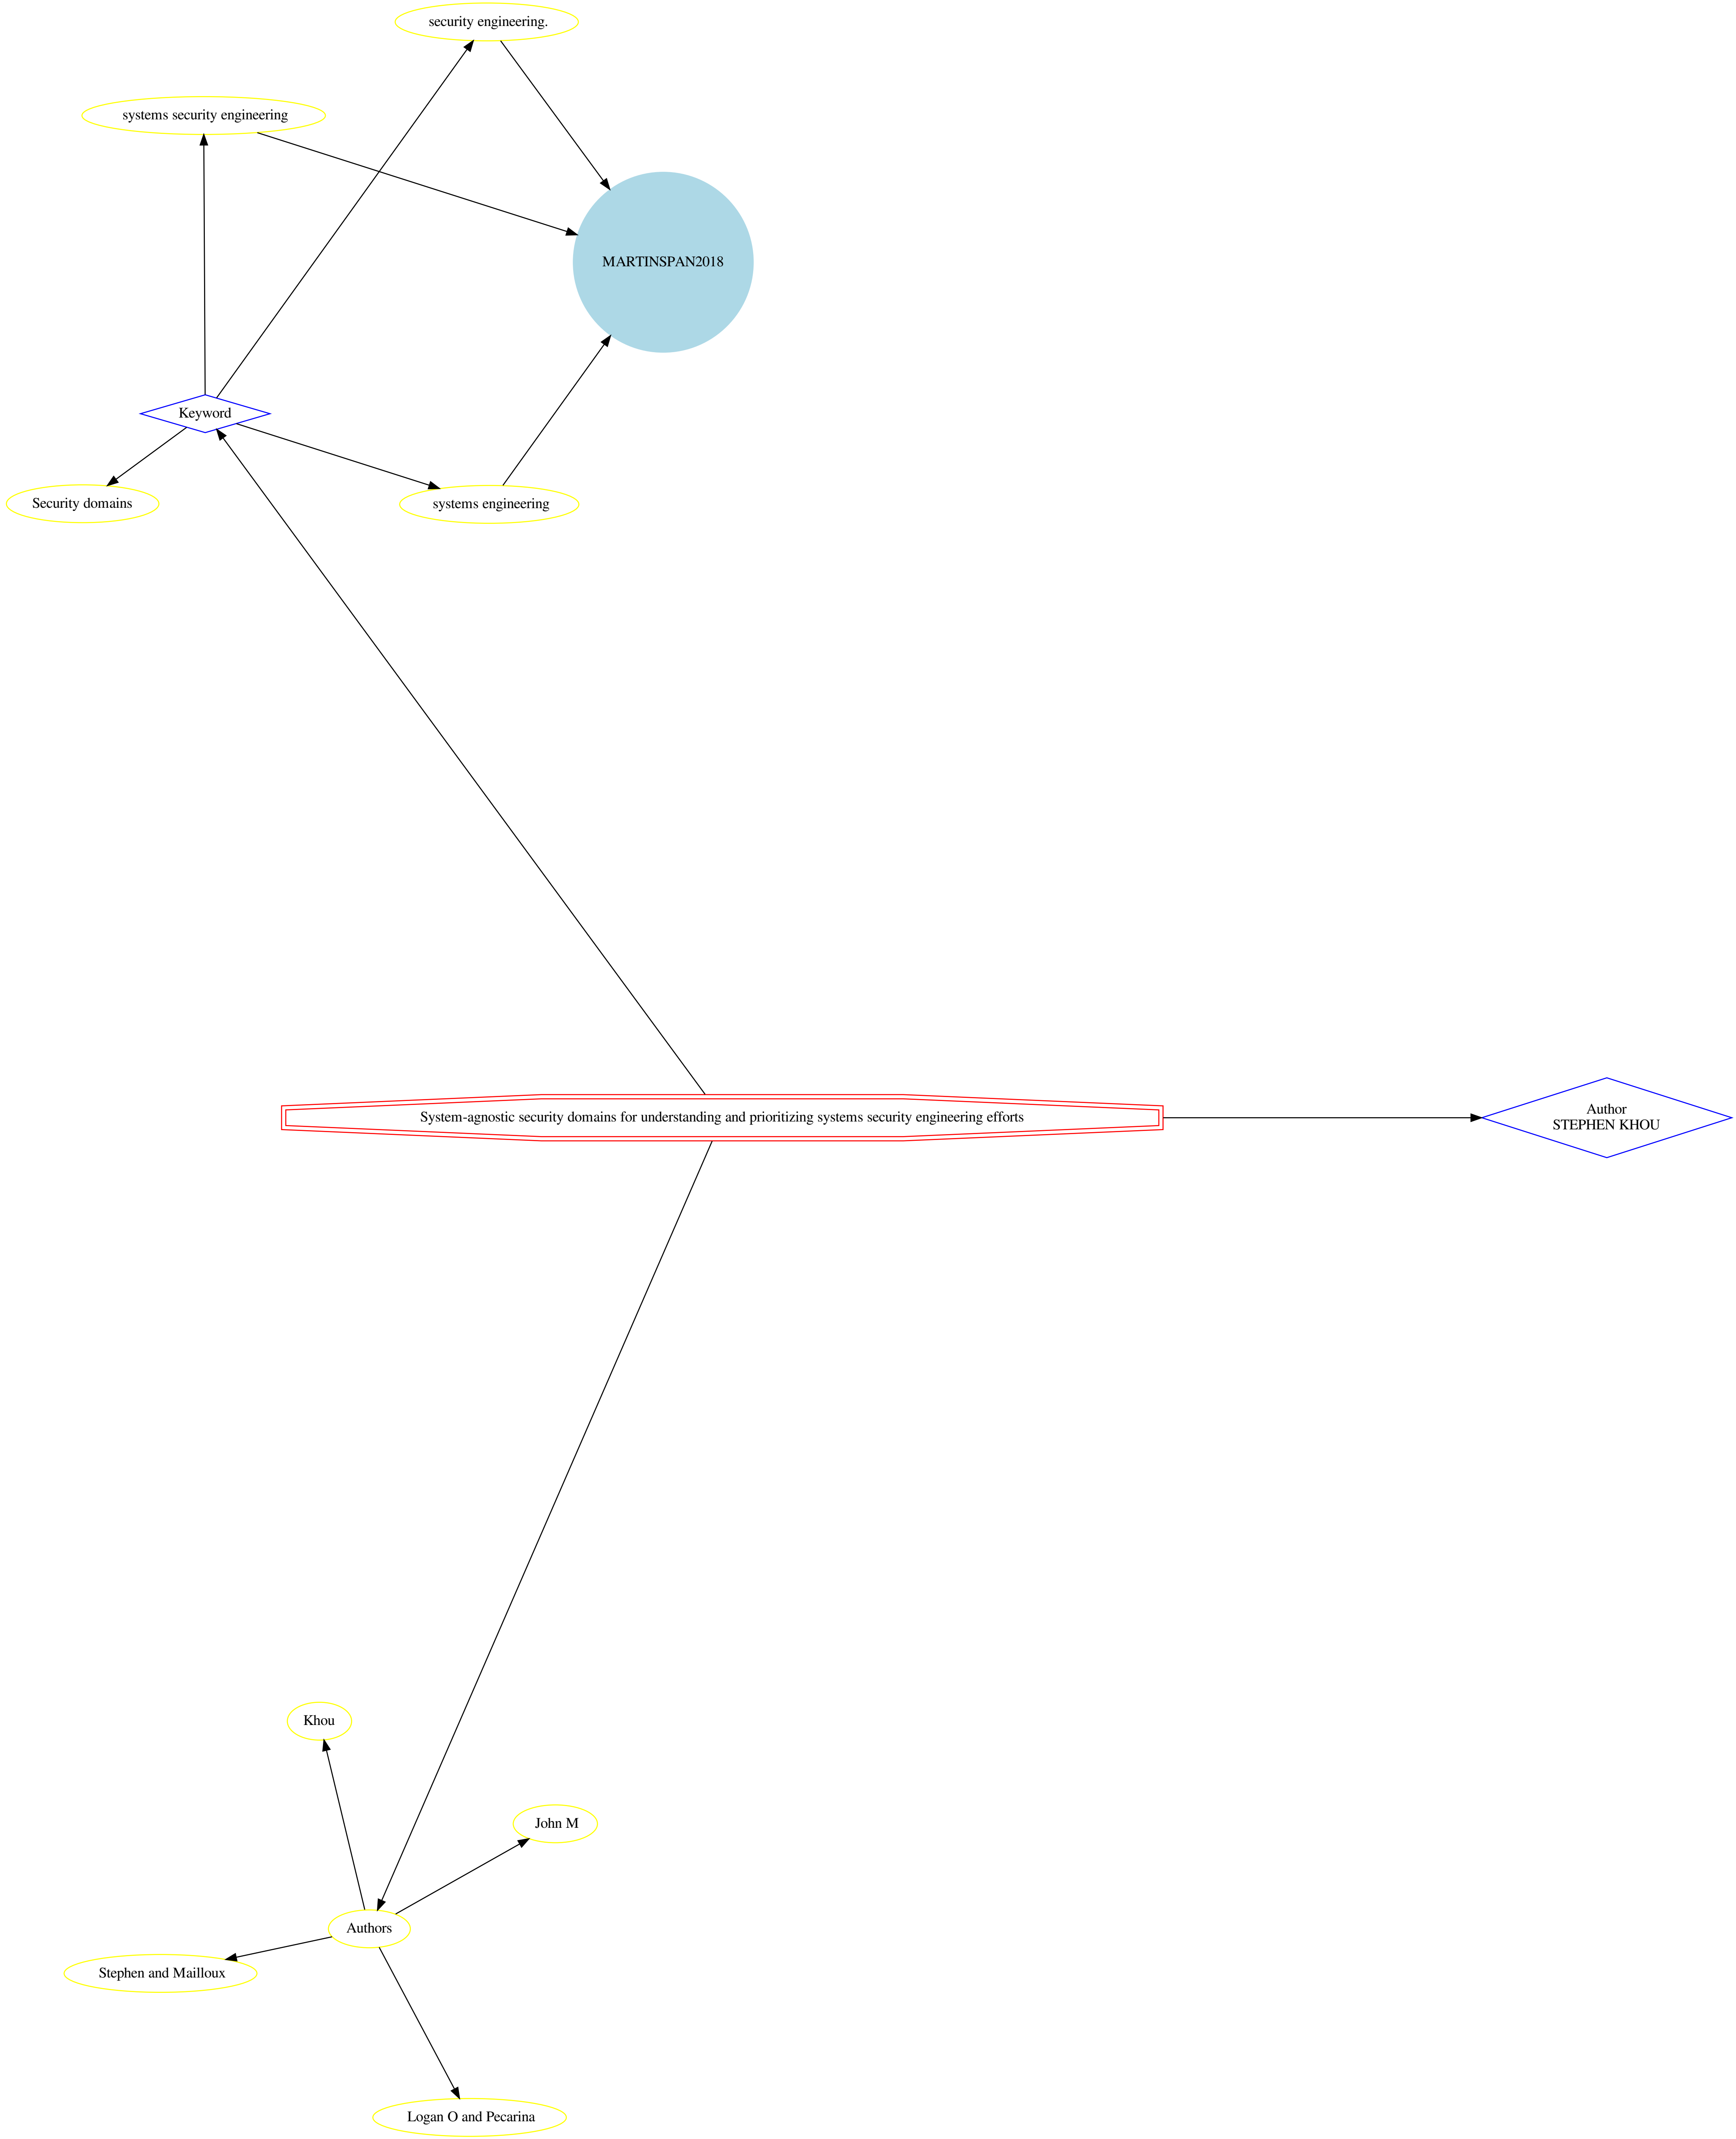 security engineering.
systems security engineering
MARTINSPAN2018
Keyword
Security domains
systems engineering
System-agnostic security domains for understanding and prioritizing systems security engineering efforts
Author
STEPHEN KHOU
Khou
John M
Authors
Stephen and Mailloux
Logan O and Pecarina